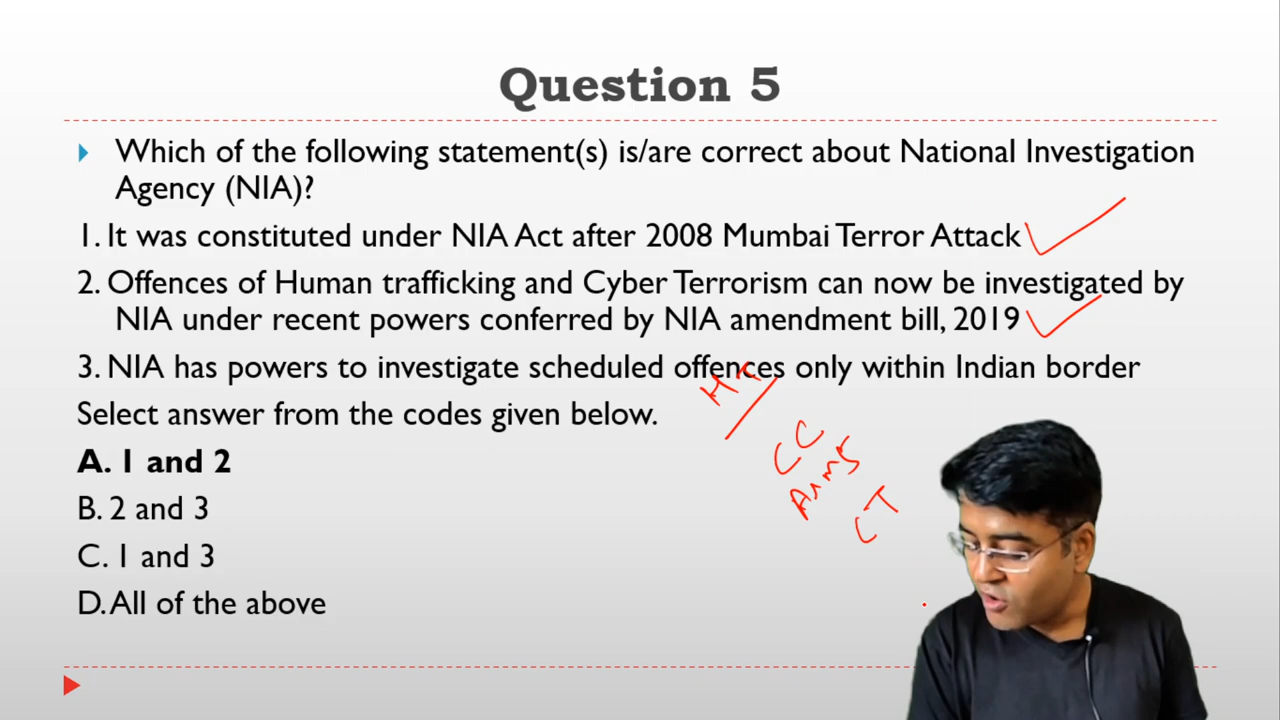 Question 5
Which of the following statement(s) is/are correct about National Investigation
Agency (NIA)?
1. It was constituted under NIA Act after 2008 Mumbai Terror Attack
2. Offences of Human trafficking and Cyber Terrorism can now be investigated by
NIA under recent powers conferred by NIA amendment bill, 2019
3. NIA has powers to investigate scheduled offences only within Indian border
HT
Select answer from the codes given below.
CC
A. 1 and 2
Arms
B. 2 and 3
CT
C. 1 and 3
D. All of the above